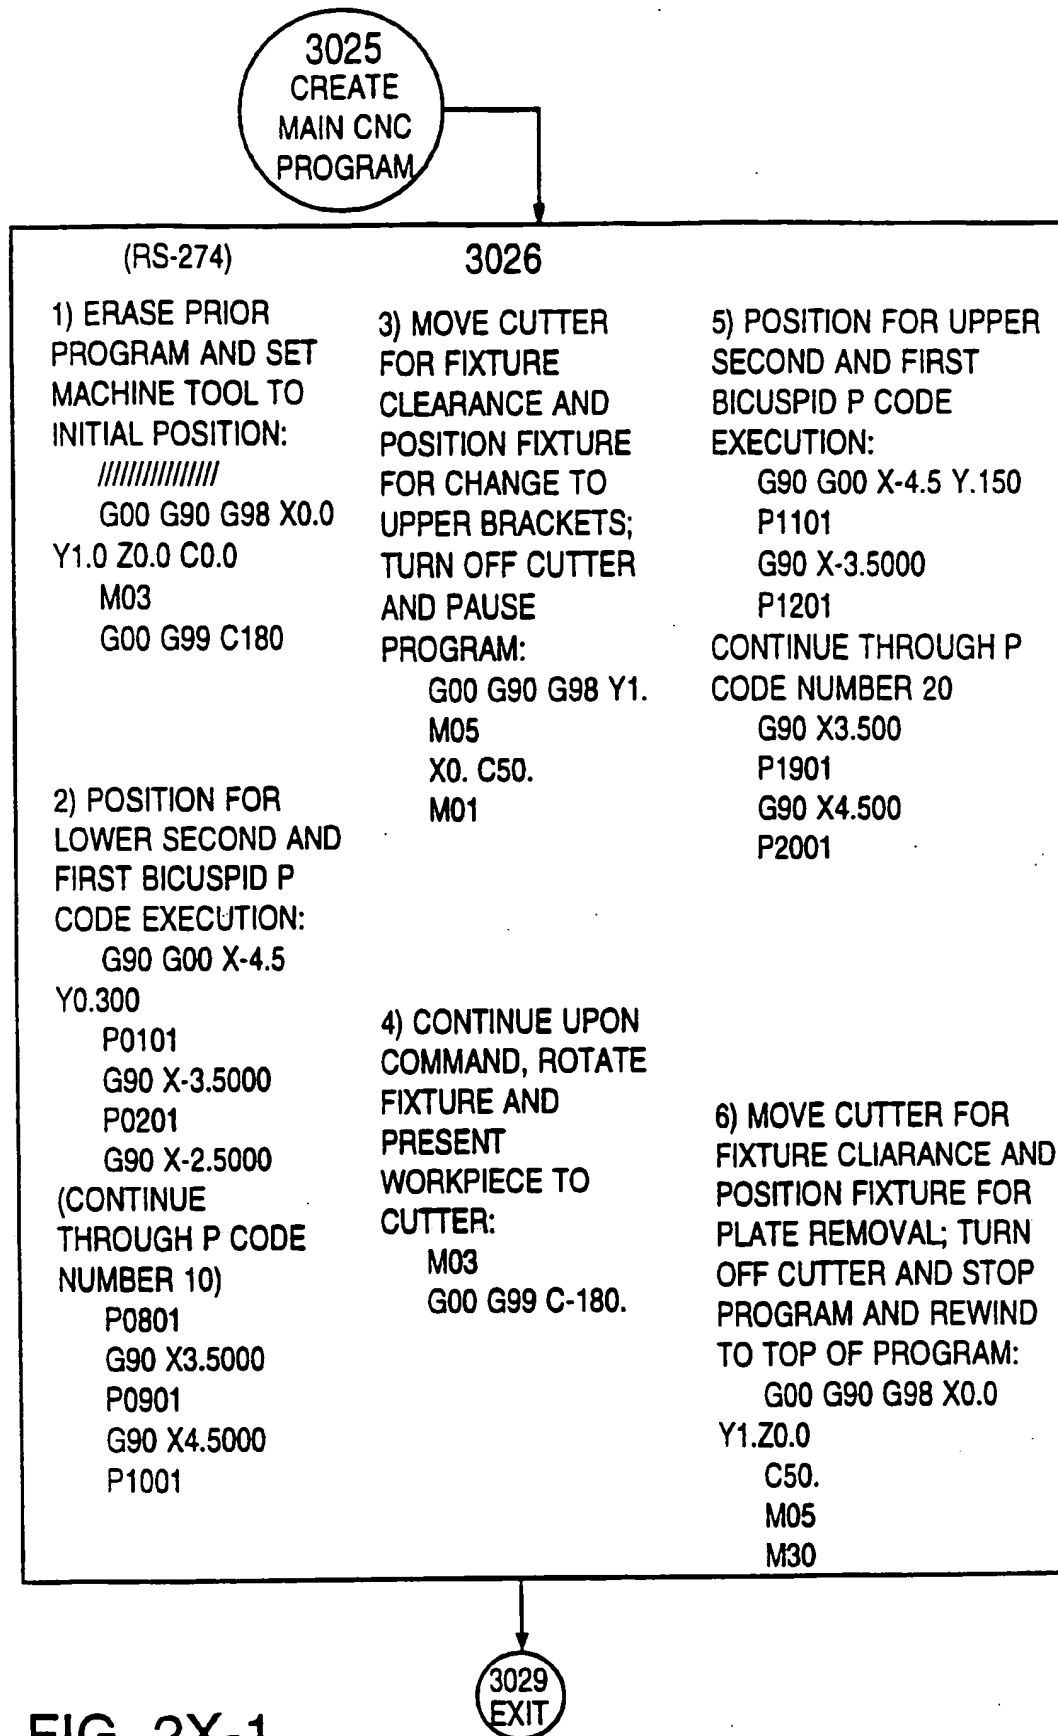 3025
CREATE
MAIN CNC
PROGRAM
(RS-274)
3026
1) ERASE PRIOR
PROGRAM AND SET
MACHINE TOOL TO
INITIAL POSITION:
////////////////
G00 G90 G98 X0.0
Y1.0 Z0.0 C0.0
M03
G00 G99 C180
2) POSITION FOR
LOWER SECOND AND
FIRST BICUSPID P
CODE EXECUTION:
G90 G00 X-4.5
Y0.300
P0101
G90 X-3.5000
P0201
G90 X-2.5000
(CONTINUE
THROUGH P CODE
NUMBER 10)
P0801
G90 X3.5000
P0901
G90 X4.5000
P1001
3) MOVE CUTTER
FOR FIXTURE
CLEARANCE AND
POSITION FIXTURE
FOR CHANGE TO
UPPER BRACKETS;
TURN OFF CUTTER
AND PAUSE
PROGRAM:
G00 G90 G98 Y1.
M05
X0. C50.
M01
4) CONTINUE UPON
COMMAND, ROTATE
FIXTURE AND
PRESENT
WORKPIECE TO
CUTTER:
M03
G00 G99 C-180.
5) POSITION FOR UPPER
SECOND AND FIRST
BICUSPID P CODE
EXECUTION:
G90 G00 X-4.5 Y.150
P1101
G90 X-3.5000
P1201
CONTINUE THROUGH P
CODE NUMBER 20
G90 X3.500
P1901
G90 X4.500
P2001
6) MOVE CUTTER FOR
FIXTURE CLIARANCE AND
POSITION FIXTURE FOR
PLATE REMOVAL; TURN
OFF CUTTER AND STOP
PROGRAM AND REWIND
TO TOP OF PROGRAM:
G00 G90 G98 X0.0
Y1.Z0.0
C50.
M05
M30
3029
EXIT
FIG. 2X-1